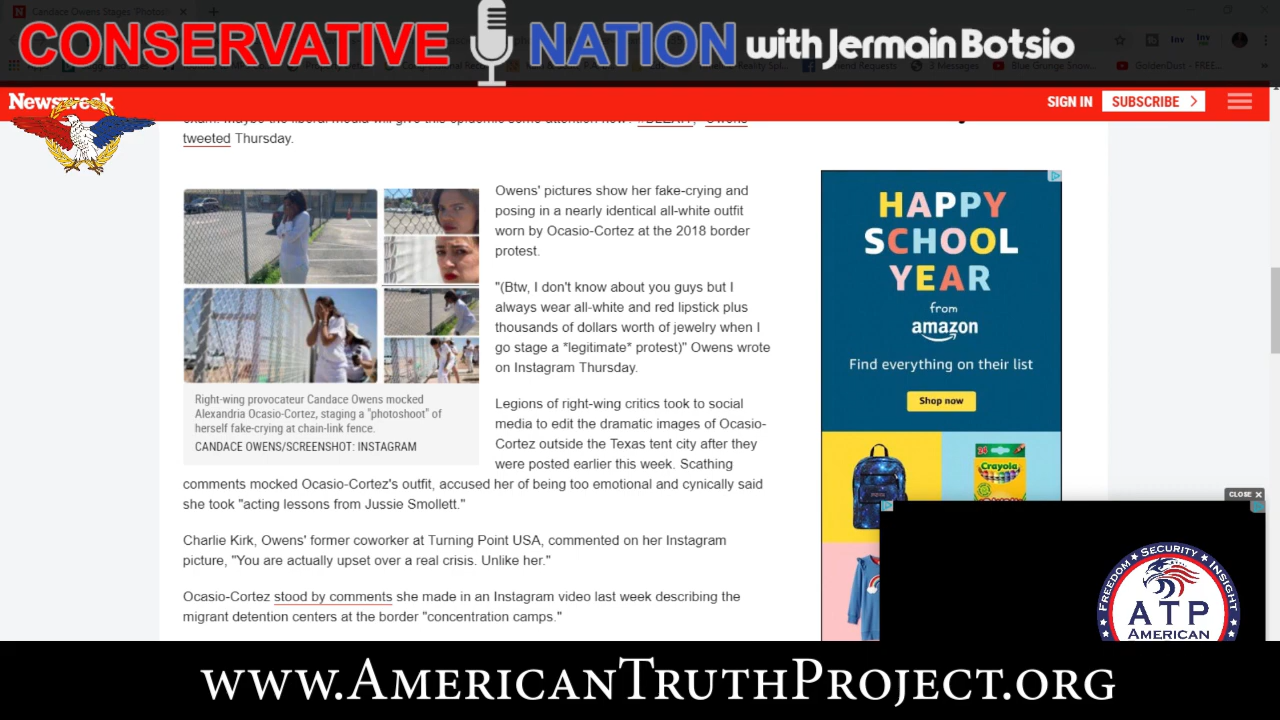 Candace Owens Stages 'Photos
CONSERVATIVE NATION with Jermain Botsio
Newsweek
SIGN IN
SUBSCRIBE
tweeted Thursday.
Owens' pictures show her fake-crying and
posing in a nearly identical all-white outfit
worn by Ocasio-Cortez at the 2018 border
protest.
"(Btw, I don't know about you guys but I
always wear all-white and red lipstick plus
thousands of dollars worth of jewelry when I
go stage a *legitimate* protest)" Owens wrote
on Instagram Thursday.
Right-wing provocateur Candace Owens mocked
Alexandria Ocasio-Cortez, staging a "photoshoot" of
herself fake-crying at chain-link fence.
CANDACE OWENS/SCREENSHOT: INSTAGRAM
Legions of right-wing critics took to social
media to edit the dramatic images of Ocasio-
Cortez outside the Texas tent city after they
were posted earlier this week. Scathing
comments mocked Ocasio-Cortez's outfit, accused her of being too emotional and cynically said
she took "acting lessons from Jussie Smollett."
Charlie Kirk, Owens' former coworker at Turning Point USA, commented on her Instagram
picture, "You are actually upset over a real crisis. Unlike her."
Ocasio-Cortez stood by comments she made in an Instagram video last week describing the
migrant detention centers at the border "concentration camps."
HAPPY
SCHOOL
YEAR
from
amazon
Find everything on their list
Shop now
Crayola
CLOSE X
FREEDOM SECURITY INSIGHT
ATP
AMERICAN
www.AmericanTruthProject.org